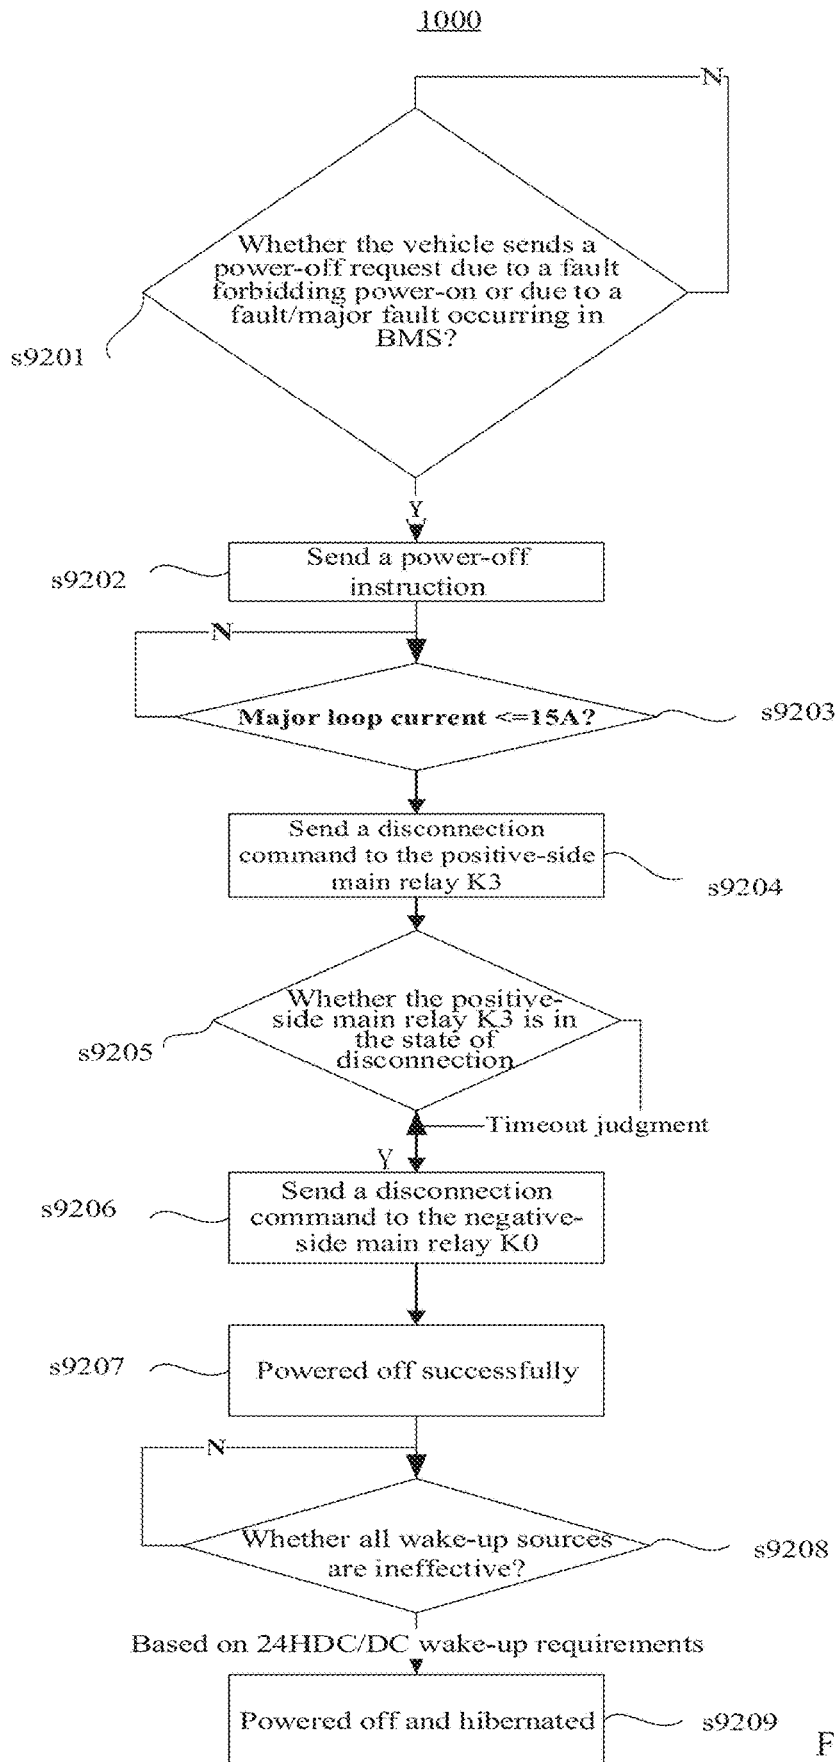 1000
N
Whether the vehicle sends a
power-off request due to a fault
forbidding power-on or due to a
fault/major fault occurring in
BMS?
s9201
Y
Send a power-off
instruction
s9202
N
Major loop current <=15A?
s9203
Send a disconnection
command to the positive-side
main relay K3
s9204
Whether the positive-
side main relay K3 is in
the state of
disconnection
s9205
Timeout judgment
Y
Send a disconnection
command to the negative-
side main relay K0
s9206
Powered off successfully
s9207
N
Whether all wake-up sources
are ineffective?
s9208
Based on 24HDC/DC wake-up requirements
Powered off and hibernated
s9209